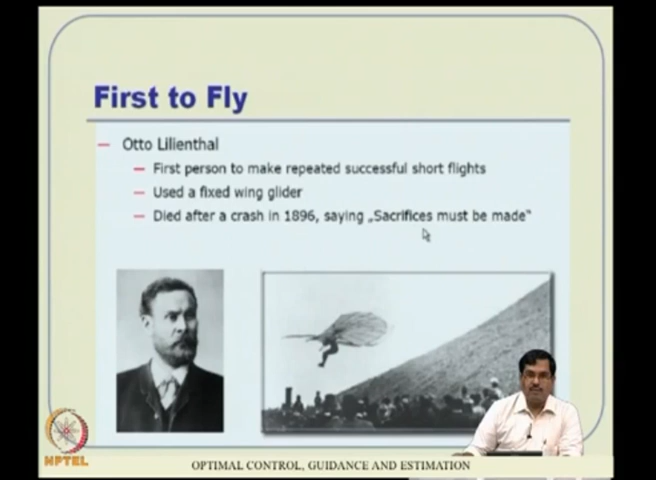 First to Fly
— Otto Lilienthal
— First person to make repeated successful short flights
— Used a fixed wing glider
— Died after a crash in 1896, saying „Sacrifices must be made“
NPTEL
OPTIMAL CONTROL, GUIDANCE AND ESTIMATION